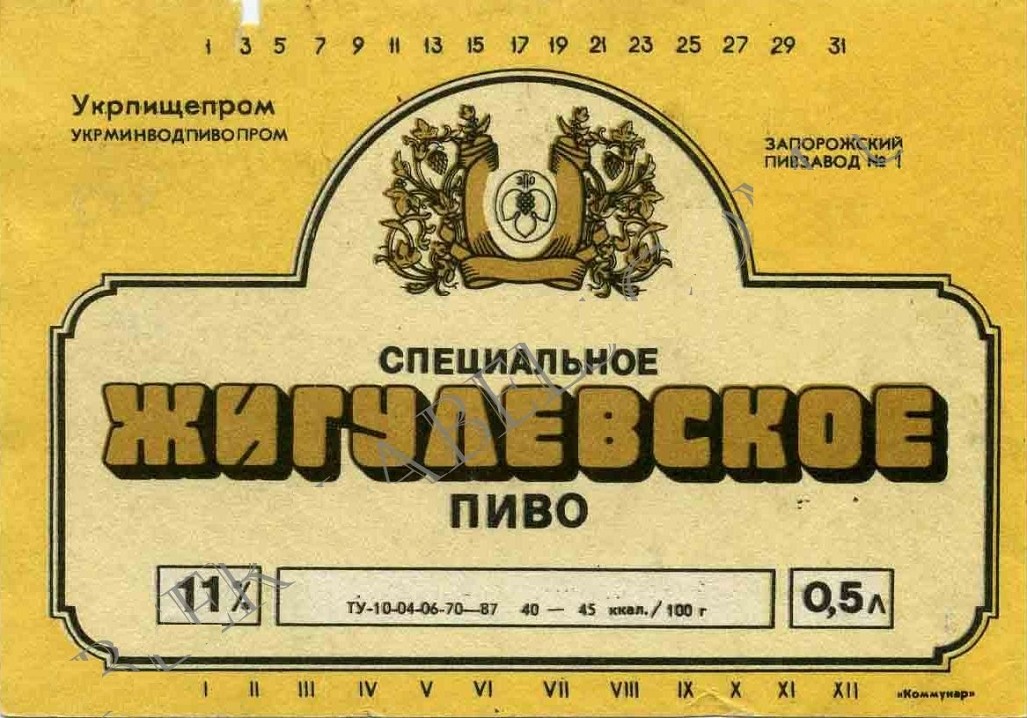 1 3 5 7 9 11 13 15 17 19 21 23 25 27 29 31
Укрпищепром
УКРМИНВОДПИВОПРОМ
ЗАПОРОЖСКИЙ
ПИВЗАВОД № 1
ЗПО
СПЕЦИАЛЬНОЕ
ЖИГУЛЕВСКОЕ
ПИВО
11%
ТУ-10-04-06-70—87 40 — 45 ккал./100 г
0,5л
I II III IV V VI VII VIII IX X XI XII
«Коммунар»